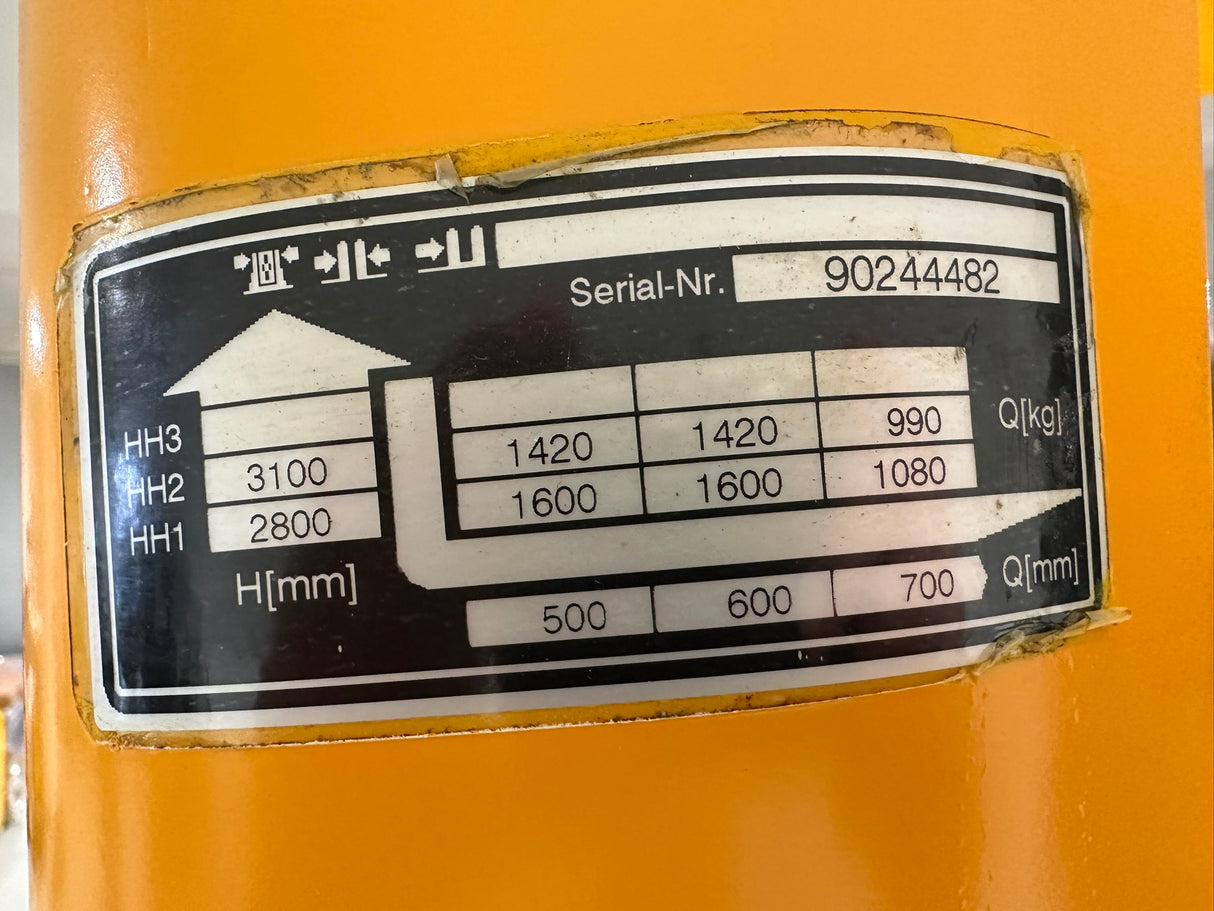 Serial-Nr. 90244482
HH3
HH2 3100 1420 1420 990 Q[kg]
HH1 2800 1600 1600 1080
H[mm] 500 600 700 Q[mm]